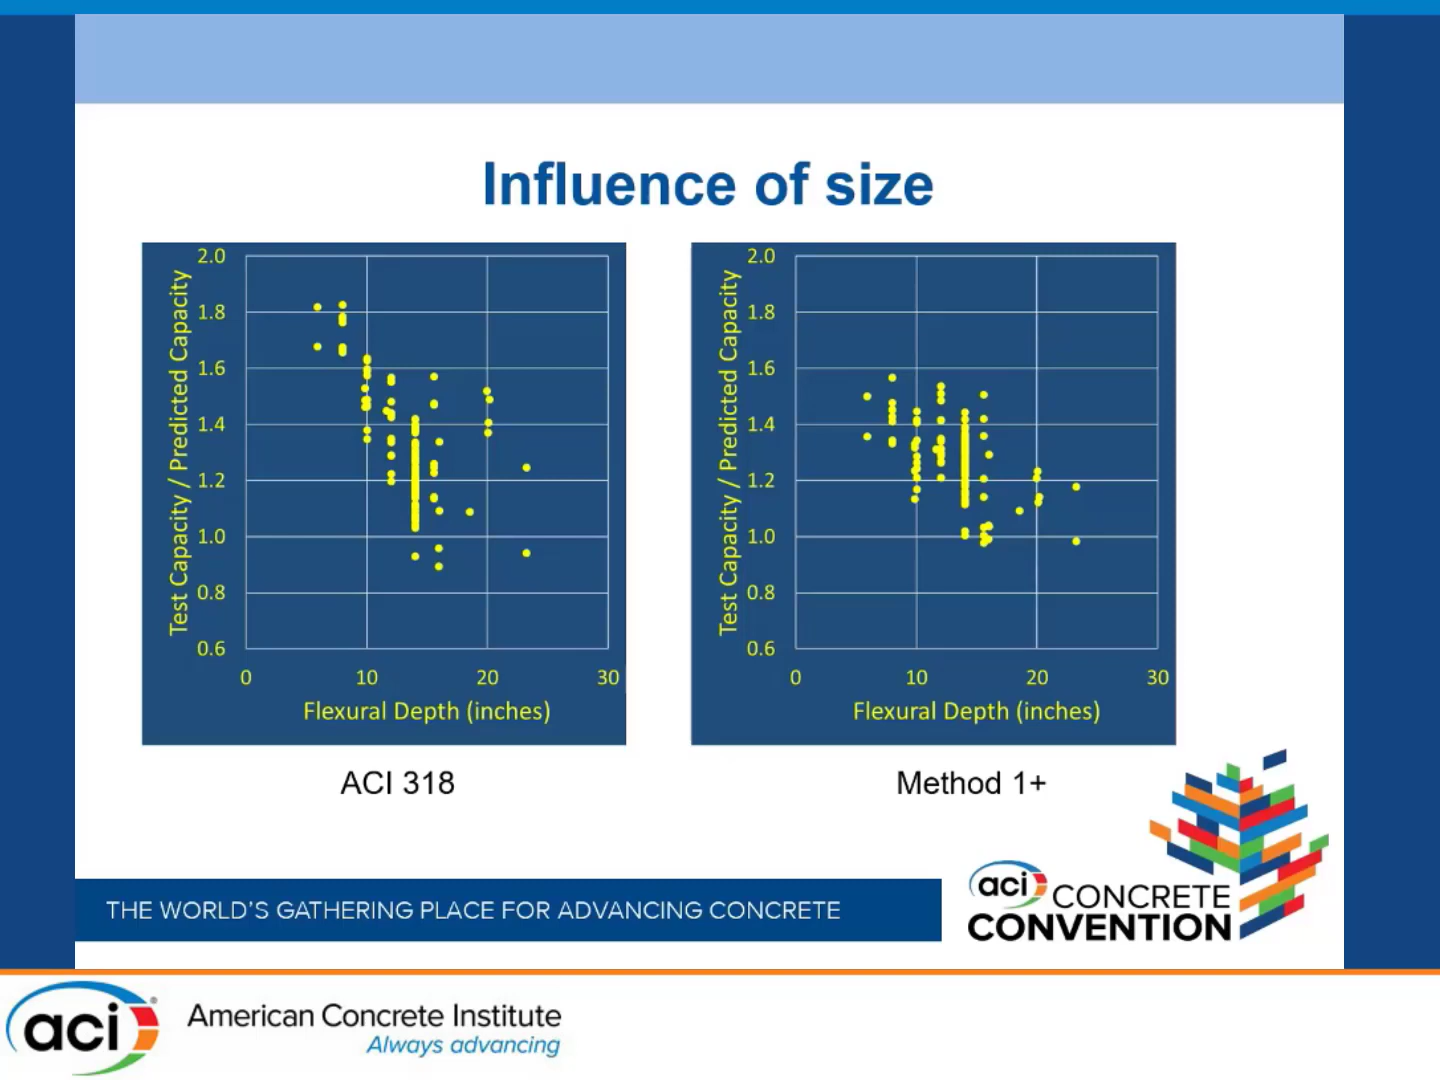 Influence of size
Test Capacity / Predicted Capacity
2.0
1.8
1.6
1.4
1.2
1.0
0.8
0.6
0
10
20
30
Flexural Depth (inches)
ACI 318
Test Capacity / Predicted Capacity
2.0
1.8
1.6
1.4
1.2
1.0
0.8
0.6
0
10
20
30
Flexural Depth (inches)
Method 1+
THE WORLD'S GATHERING PLACE FOR ADVANCING CONCRETE
aci CONCRETE
CONVENTION
aci
American Concrete Institute
Always advancing